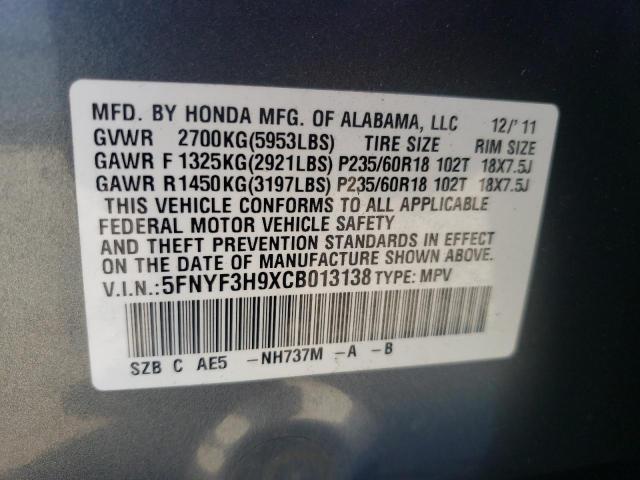 MFD. BY HONDA MFG. OF ALABAMA, LLC 12/'11
GVWR 2700KG(5953LBS) TIRE SIZE RIM SIZE
GAWR F 1325KG(2921LBS) P235/60R18 102T 18X7.5J
GAWR R1450KG(3197LBS) P235/60R18 102T 18X7.5J
THIS VEHICLE CONFORMS TO ALL APPLICABLE
FEDERAL MOTOR VEHICLE SAFETY
AND THEFT PREVENTION STANDARDS IN EFFECT
ON THE DATE OF MANUFACTURE SHOWN ABOVE.
V.I.N.: 5FNYF3H9XCB013138 TYPE: MPV
SZB C AE5 -NH737M -A -B